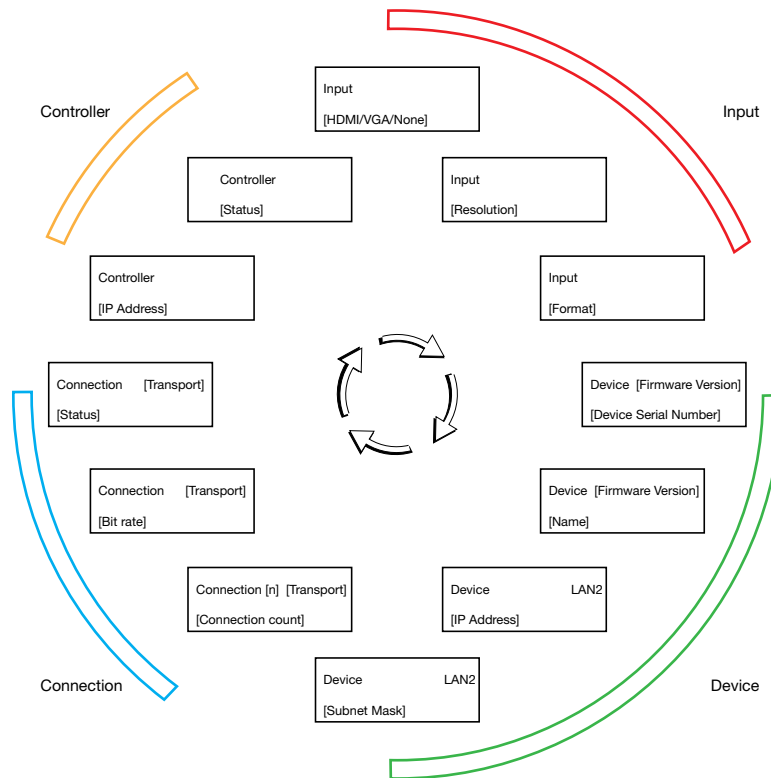 Controller
Input
Input
[HDMI/VGA/None]
Controller
[Status]
Input
[Resolution]
Controller
[IP Address]
Input
[Format]
Connection [Transport]
[Status]
Device [Firmware Version]
[Device Serial Number]
Connection [Transport]
[Bit rate]
Device [Firmware Version]
[Name]
Connection [n] [Transport]
[Connection count]
Device LAN2
[IP Address]
Connection
Device LAN2
[Subnet Mask]
Device